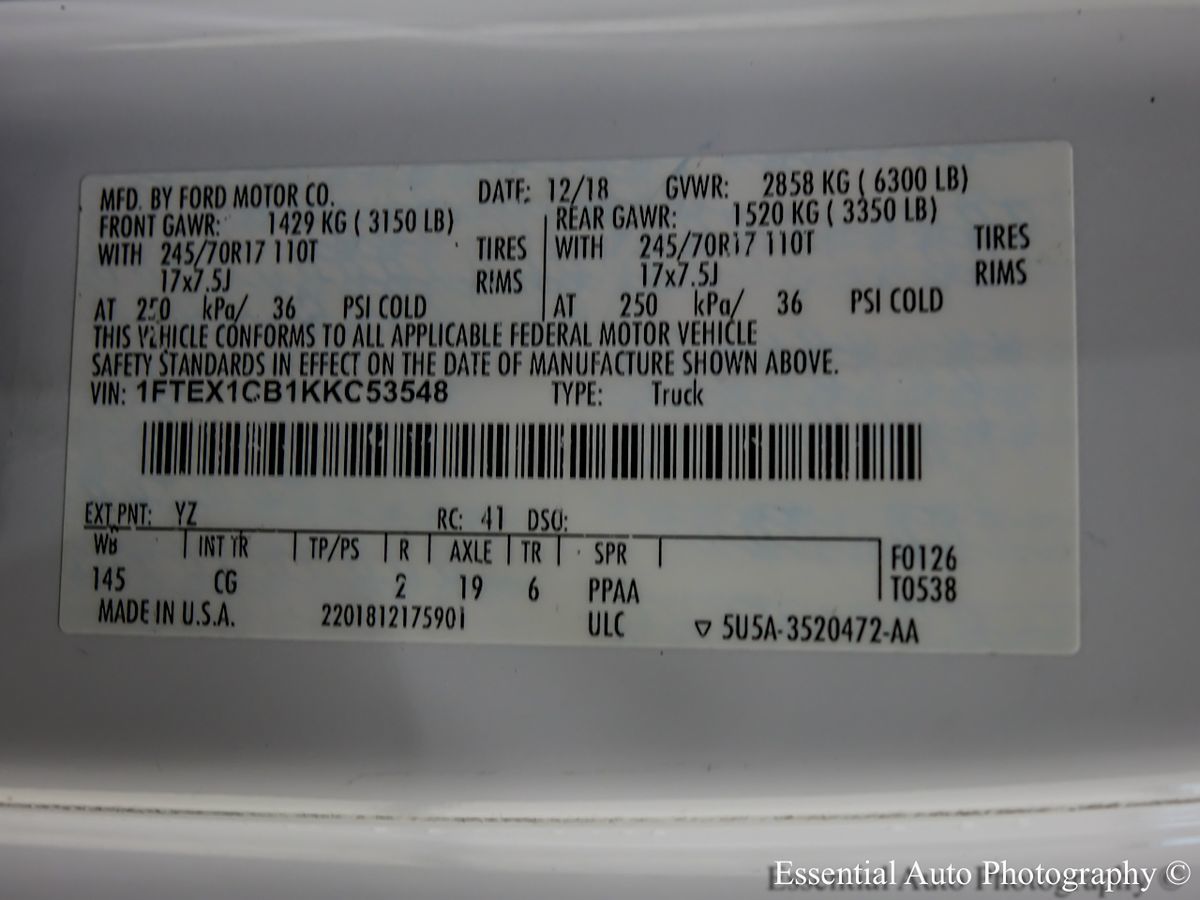 MFD. BY FORD MOTOR CO. DATE: 12/18 GVWR: 2858 KG ( 6300 LB)
FRONT GAWR: 1429 KG ( 3150 LB) REAR GAWR: 1520 KG ( 3350 LB)
WITH 245/70R17 110T TIRES WITH 245/70R17 110T TIRES
17x7.5J RIMS 17x7.5J RIMS
AT 250 kPa/ 36 PSI COLD AT 250 kPa/ 36 PSI COLD
THIS VEHICLE CONFORMS TO ALL APPLICABLE FEDERAL MOTOR VEHICLE
SAFETY STANDARDS IN EFFECT ON THE DATE OF MANUFACTURE SHOWN ABOVE.
VIN: 1FTEX1CB1KKC53548 TYPE: Truck
EXT PNT: YZ RC: 41 DSO:
WB INT TR TP/PS R AXLE TR SPR F0126
145 CG 2 19 6 PPAA T0538
MADE IN U.S.A. 2201812175901 ULC ▽ 5U5A-3520472-AA
Essential Auto Photography ©